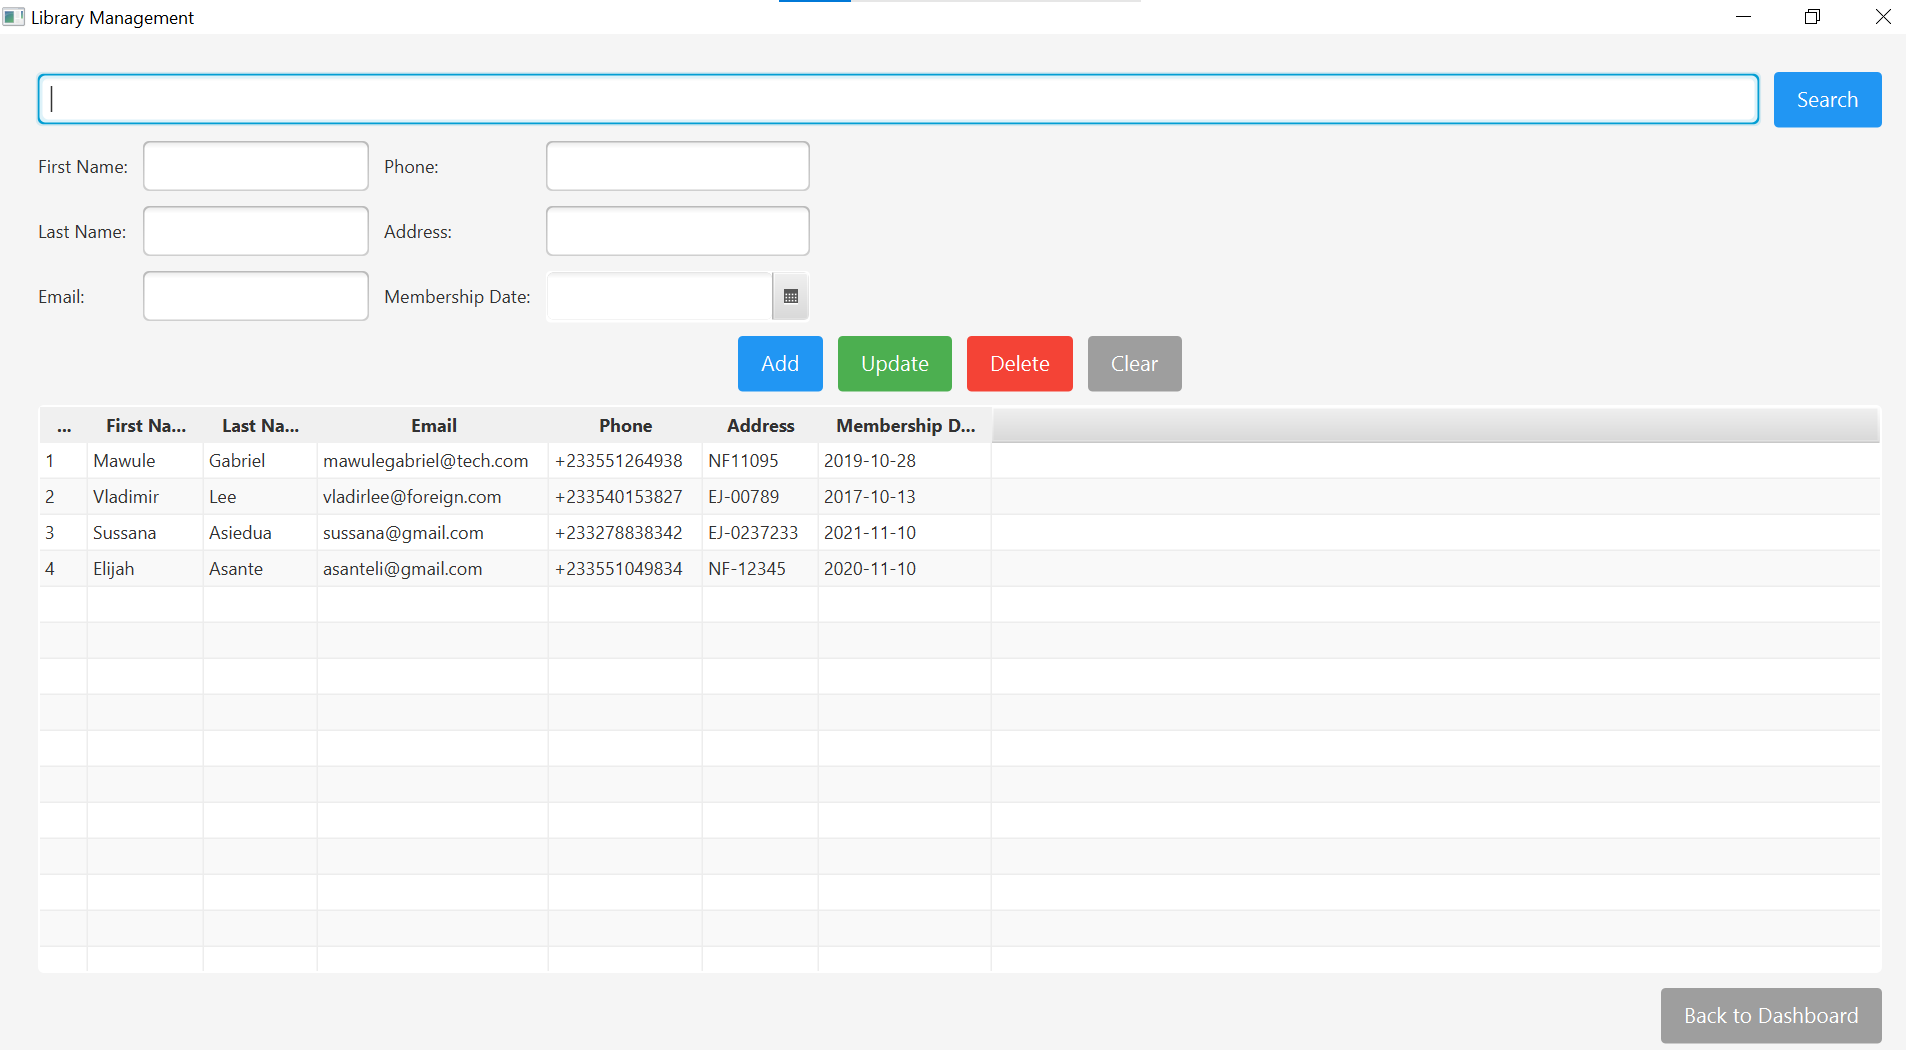 Library Management
Search
First Name: Phone:
Last Name: Address:
Email: Membership Date:
Add Update Delete Clear
... First Na... Last Na... Email Phone Address Membership D...
1 Mawule Gabriel mawulegabriel@tech.com +233551264938 NF11095 2019-10-28
2 Vladimir Lee vladirlee@foreign.com +233540153827 EJ-00789 2017-10-13
3 Sussana Asiedua sussana@gmail.com +233278838342 EJ-0237233 2021-11-10
4 Elijah Asante asanteli@gmail.com +233551049834 NF-12345 2020-11-10
Back to Dashboard